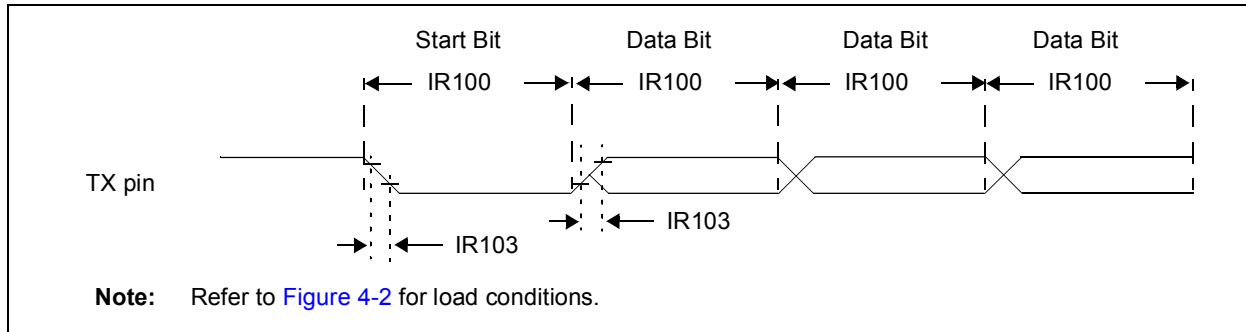 Start Bit Data Bit Data Bit Data Bit
IR100 IR100 IR100 IR100
TX pin
IR103
IR103
Note: Refer to Figure 4-2 for load conditions.